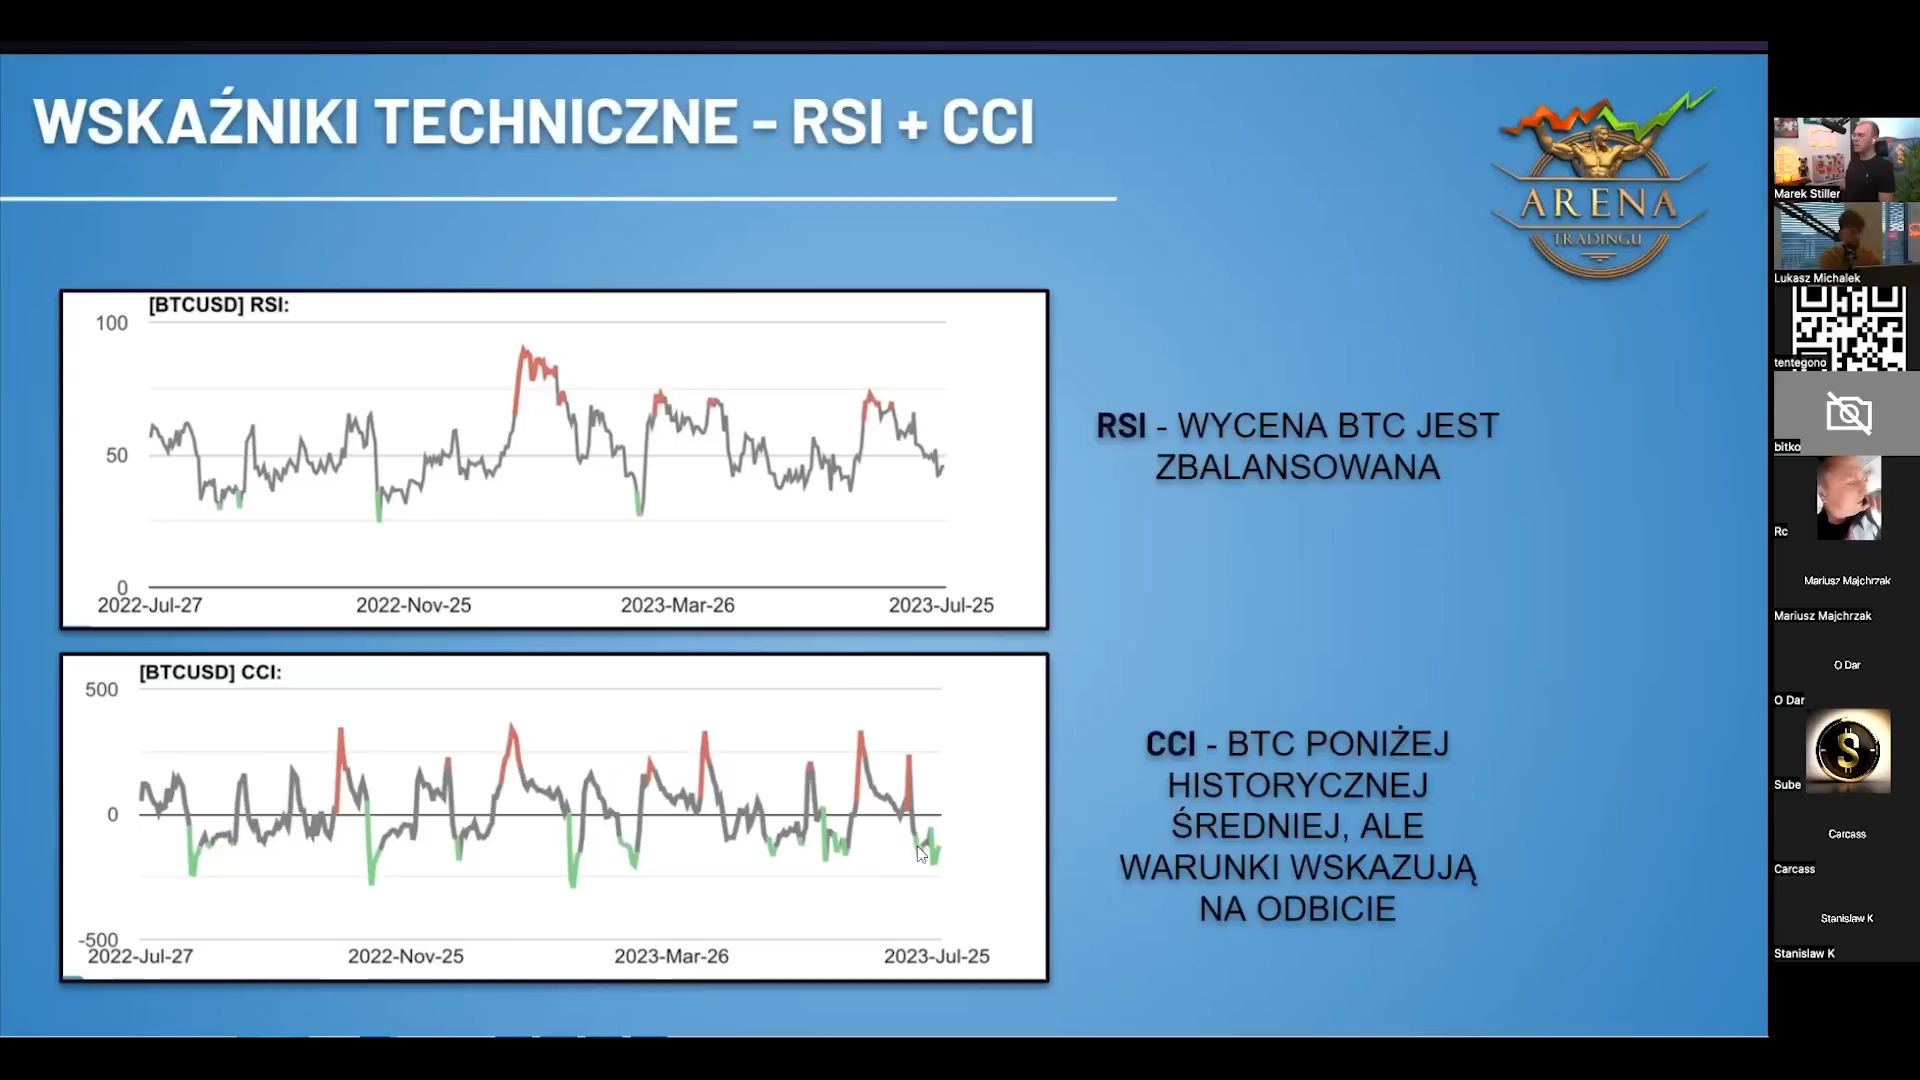 WSKAŹNIKI TECHNICZNE - RSI + CCI
ARENA
TRADINGU
[BTCUSD] RSI:
100
50
0
2022-Jul-27
2022-Nov-25
2023-Mar-26
2023-Jul-25
RSI - WYCENA BTC JEST
ZBALANSOWANA
[BTCUSD] CCI:
500
0
-500
2022-Jul-27
2022-Nov-25
2023-Mar-26
2023-Jul-25
CCI - BTC PONIŻEJ
HISTORYCZNEJ
ŚREDNIEJ, ALE
WARUNKI WSKAZUJĄ
NA ODBICIE
Marek Stiller
Lukasz Michalek
tentegono
bitko
Rc
Mariusz Majchrzak
Mariusz Majchrzak
O Dar
O Dar
Sube
Carcass
Carcass
Stanislaw K
Stanislaw K